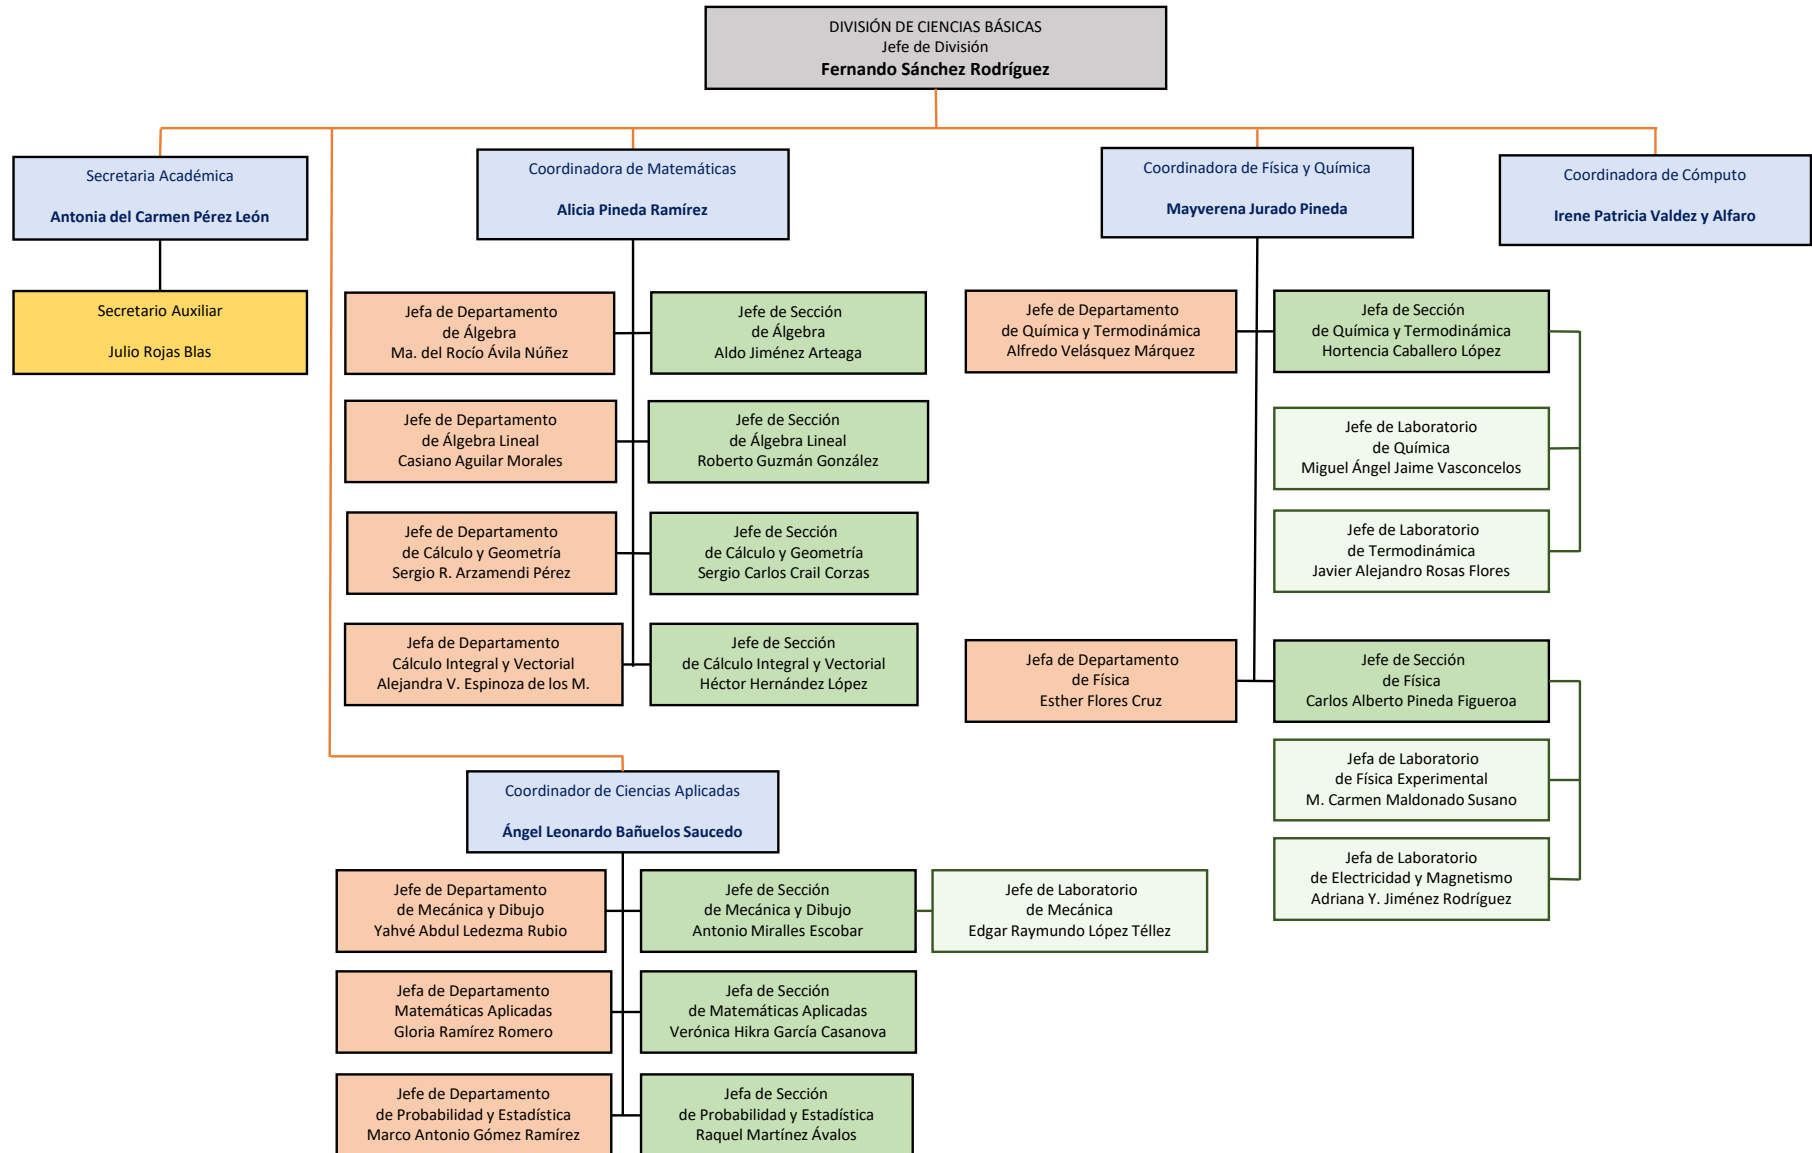 DIVISIÓN DE CIENCIAS BÁSICAS
Jefe de División
Fernando Sánchez Rodríguez
Secretaria Académica
Antonia del Carmen Pérez León
Coordinadora de Matemáticas
Alicia Pineda Ramírez
Coordinadora de Física y Química
Mayverena Jurado Pineda
Coordinadora de Cómputo
Irene Patricia Valdez y Alfaro
Secretario Auxiliar
Julio Rojas Blas
Jefa de Departamento
de Álgebra
Ma. del Rocío Ávila Núñez
Jefe de Sección
de Álgebra
Aldo Jiménez Arteaga
Jefe de Departamento
de Álgebra Lineal
Casiano Aguilar Morales
Jefe de Sección
de Álgebra Lineal
Roberto Guzmán González
Jefe de Departamento
de Cálculo y Geometría
Sergio R. Arzamendi Pérez
Jefe de Sección
de Cálculo y Geometría
Sergio Carlos Crail Corzas
Jefa de Departamento
Cálculo Integral y Vectorial
Alejandra V. Espinoza de los M.
Jefe de Sección
de Cálculo Integral y Vectorial
Héctor Hernández López
Jefe de Departamento
de Química y Termodinámica
Alfredo Velásquez Márquez
Jefa de Sección
de Química y Termodinámica
Hortencia Caballero López
Jefe de Laboratorio
de Química
Miguel Ángel Jaime Vasconcelos
Jefe de Laboratorio
de Termodinámica
Javier Alejandro Rosas Flores
Jefa de Departamento
de Física
Esther Flores Cruz
Jefe de Sección
de Física
Carlos Alberto Pineda Figueroa
Jefa de Laboratorio
de Física Experimental
M. Carmen Maldonado Susano
Jefa de Laboratorio
de Electricidad y Magnetismo
Adriana Y. Jiménez Rodríguez
Coordinador de Ciencias Aplicadas
Ángel Leonardo Bañuelos Saucedo
Jefe de Departamento
de Mecánica y Dibujo
Yahvé Abdul Ledezma Rubio
Jefe de Sección
de Mecánica y Dibujo
Antonio Miralles Escobar
Jefe de Laboratorio
de Mecánica
Edgar Raymundo López Téllez
Jefa de Departamento
Matemáticas Aplicadas
Gloria Ramírez Romero
Jefa de Sección
de Matemáticas Aplicadas
Verónica Hikra García Casanova
Jefe de Departamento
de Probabilidad y Estadística
Marco Antonio Gómez Ramírez
Jefa de Sección
de Probabilidad y Estadística
Raquel Martínez Ávalos